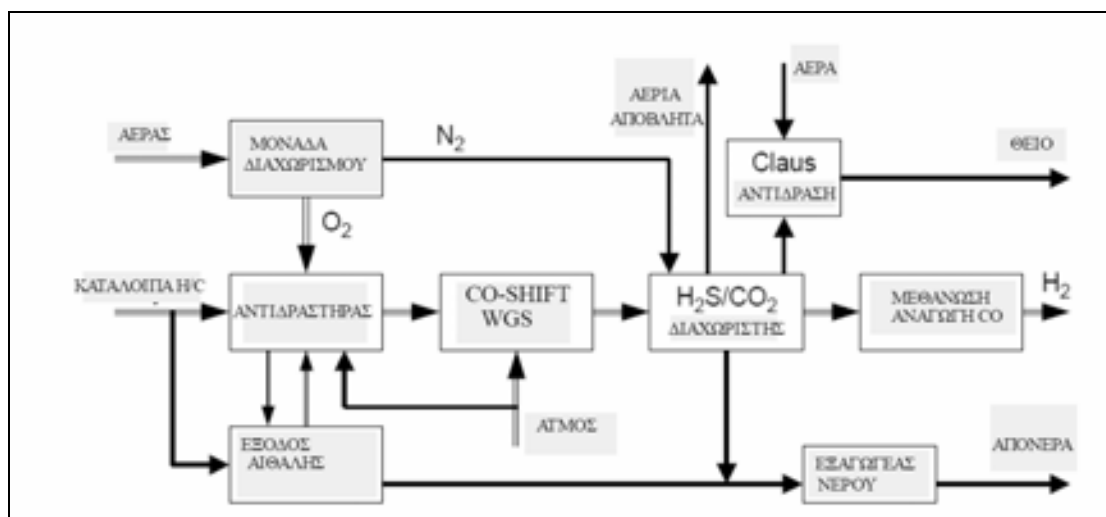 ΑΕΡΑΣ
ΜΟΝΑΔΑ
ΔΙΑΧΩΡΙΣΜΟΥ
N2
ΑΕΡΙΑ
ΑΠΟΒΛΗΤΑ
ΑΕΡΑ
Claus
ΑΝΤΙΔΡΑΣΗ
ΘΕΙΟ
O2
ΚΑΤΑΛΟΙΠΑ Η/C
ΑΝΤΙΔΡΑΣΤΗΡΑΣ
CO-SHIFT
WGS
H2S/CO2
ΔΙΑΧΩΡΙΣΤΗΣ
ΜΕΘΑΝΩΣΗ
ΑΝΑΓΩΓΗ CO
H2
ΑΤΜΟΣ
ΕΞΟΔΟΣ
ΑΙΘΑΛΗΣ
ΕΞΑΓΩΓΕΑΣ
ΝΕΡΟΥ
ΑΠΟΝΕΡΑ